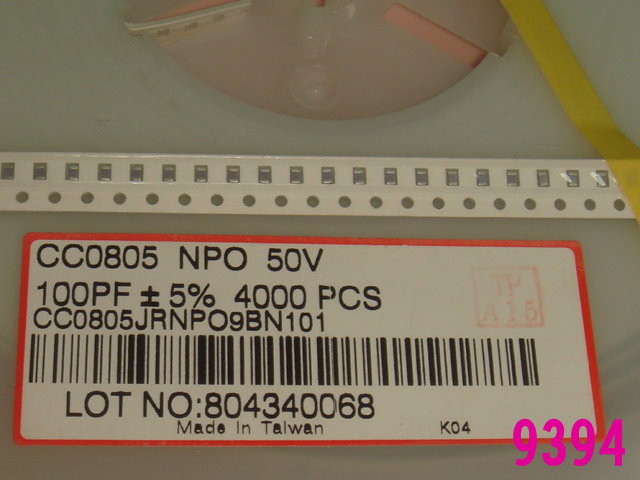 CC0805 NPO 50V
100PF ± 5% 4000 PCS
CC0805JRNPO9BN101
TP
A15
LOT NO:804340068
Made In Taiwan
K04
9394